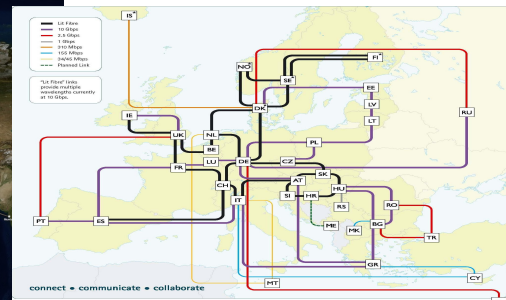 IS*
Lit Fibre
10 Gbps
2.5 Gbps
1 Gbps
310 Mbps
155 Mbps
34/45 Mbps
Planned Link
"Lit Fibre" links
provide multiple
wavelengths currently
at 10 Gbps.
NO*
SE*
FI*
EE
LV
LT
RU
IE
DK*
UK
NL
BE
LU
DE
PL
CZ
FR
CH
AT
SK
HU
SI
HR
RS
RO
IT
PT
ES
ME
MK
BG
TR
GR
CY
MT
connect • communicate • collaborate